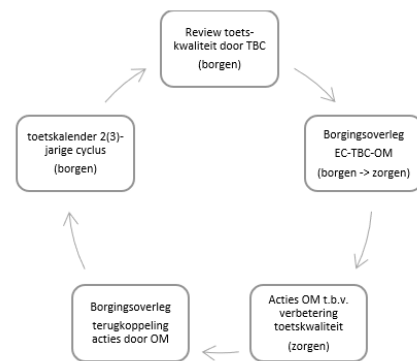 Review toets-
kwaliteit door TBC
(borgen)
Borgingsoverleg
EC-TBC-OM
(borgen -> zorgen)
Acties OM t.b.v.
verbetering
toetskwaliteit
(zorgen)
Borgingsoverleg
terugkoppeling
acties door OM
toetskalender 2(3)-
jarige cyclus
(borgen)